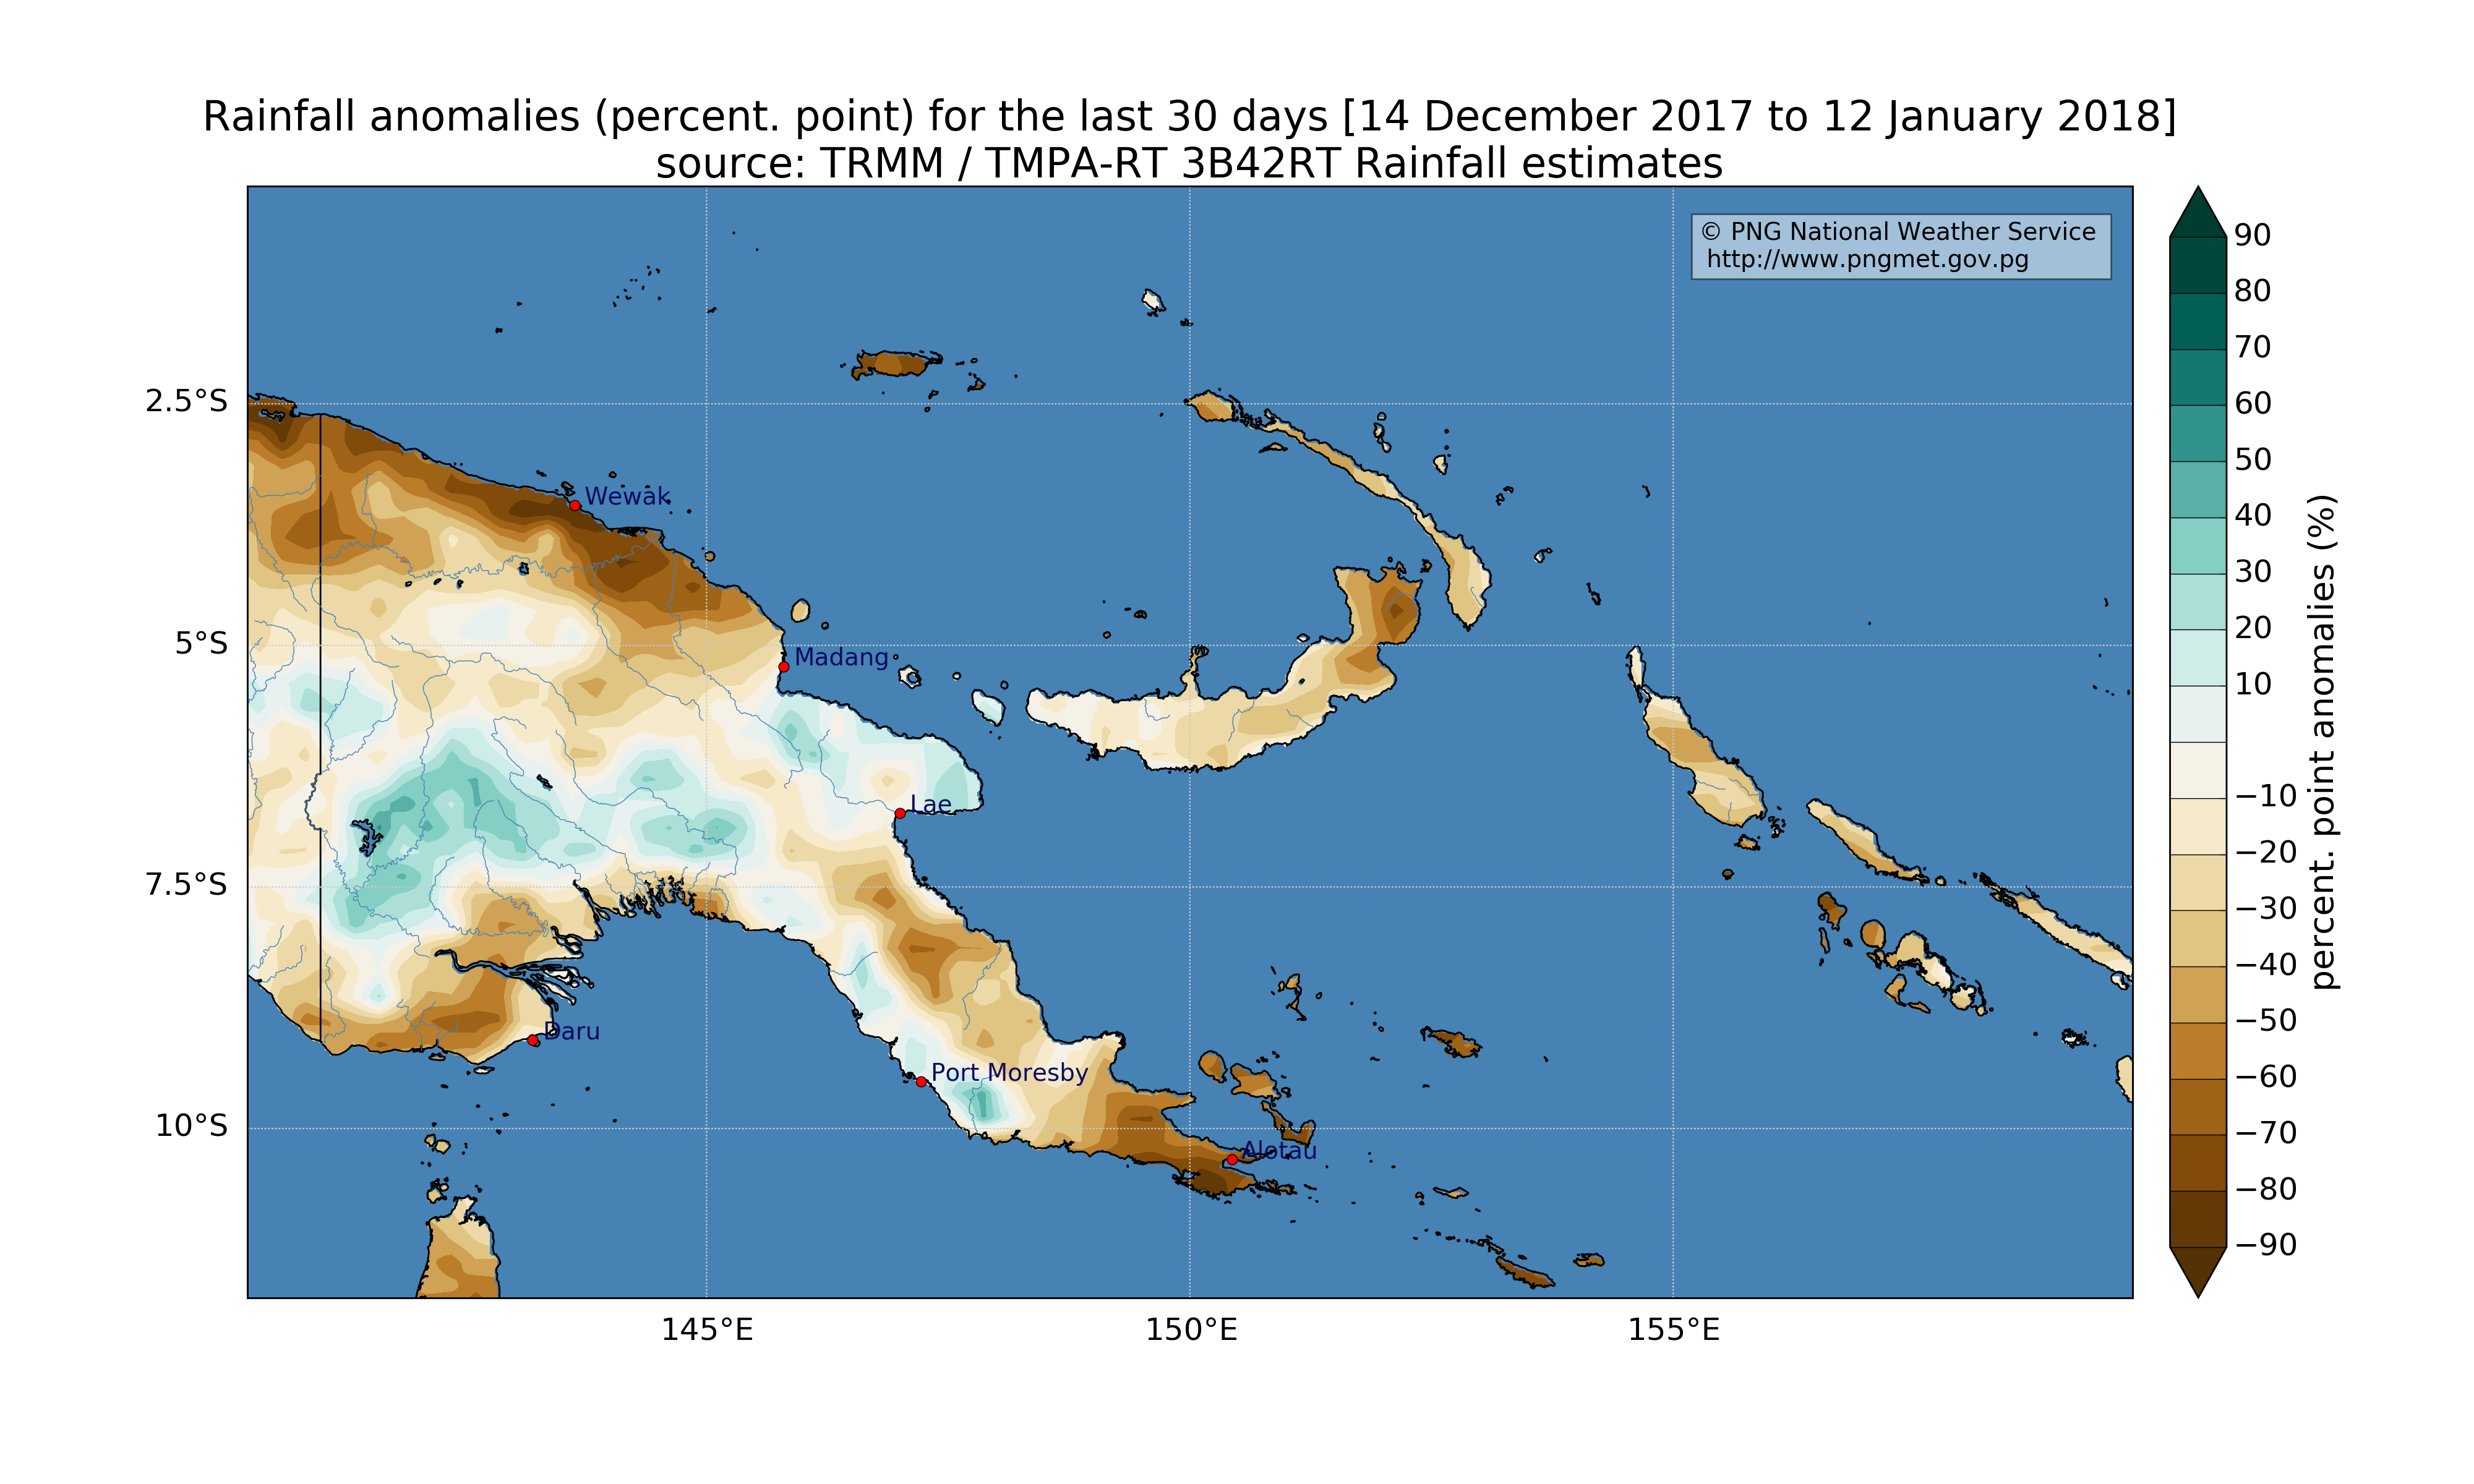 Rainfall anomalies (percent. point) for the last 30 days [14 December 2017 to 12 January 2018]
source: TRMM / TMPA-RT 3B42RT Rainfall estimates
© PNG National Weather Service
http://www.pngmet.gov.pg
2.5°S
5°S
7.5°S
10°S
145°E
150°E
155°E
Wewak
Madang
Lae
Daru
Port Moresby
Alotau
90
80
70
60
50
40
30
20
10
−10
−20
−30
−40
−50
−60
−70
−80
−90
percent. point anomalies (%)